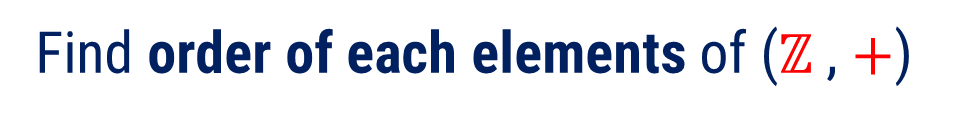 Find order of each elements of (ℤ , +)